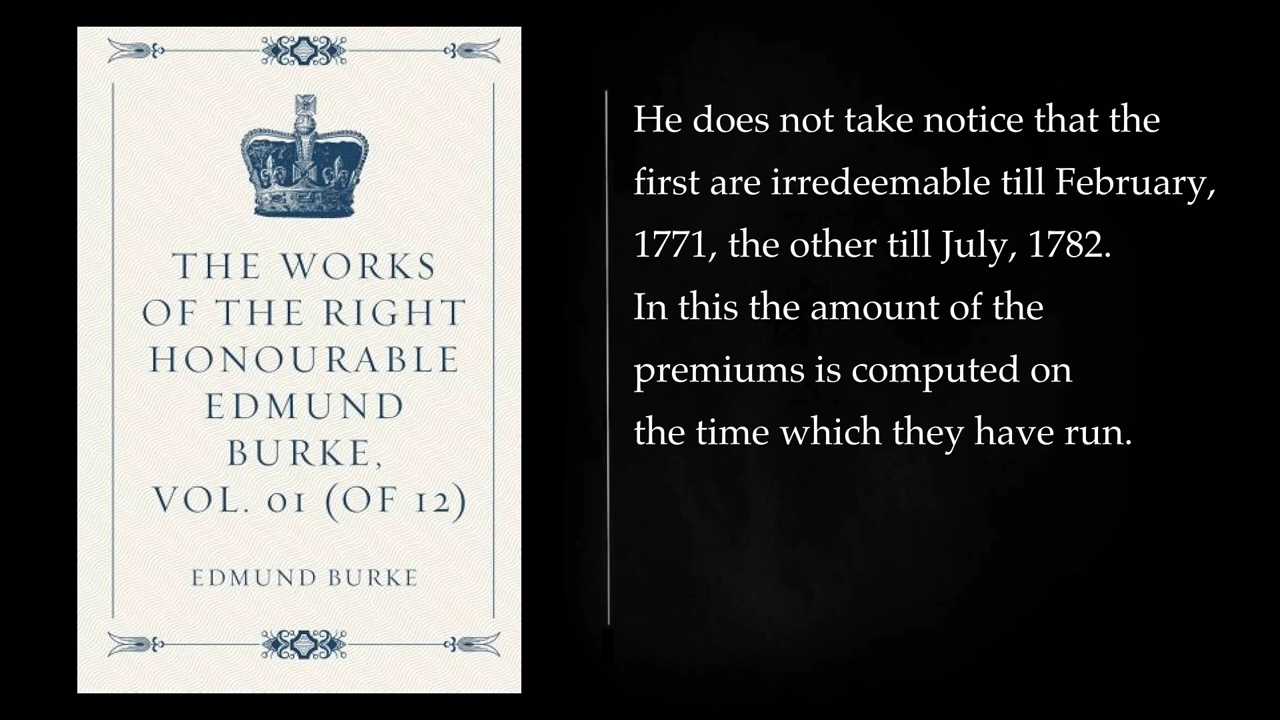 THE WORKS
OF THE RIGHT
HONOURABLE
EDMUND
BURKE,
VOL. 01 (OF 12)
EDMUND BURKE
He does not take notice that the
first are irredeemable till February,
1771, the other till July, 1782.
In this the amount of the
premiums is computed on
the time which they have run.